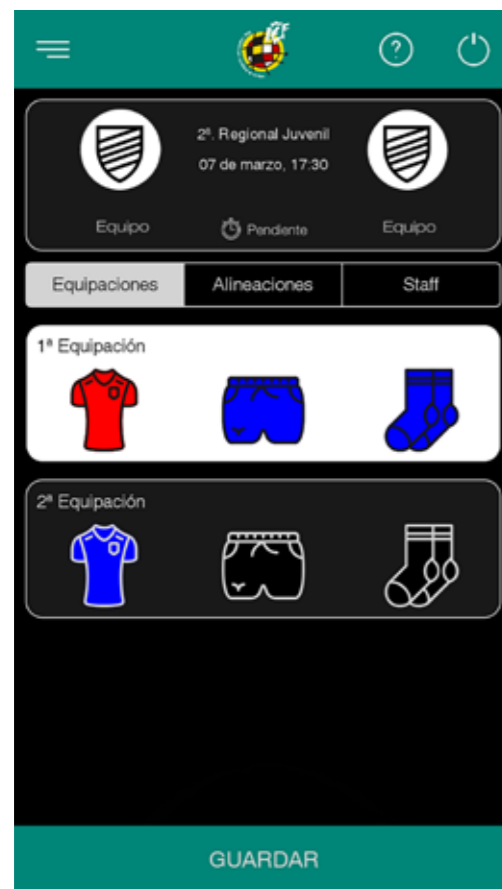 ?
2ª. Regional Juvenil
07 de marzo, 17:30
Equipo
Pendiente
Equipo
Equipaciones
Alineaciones
Staff
1ª Equipación
2ª Equipación
GUARDAR